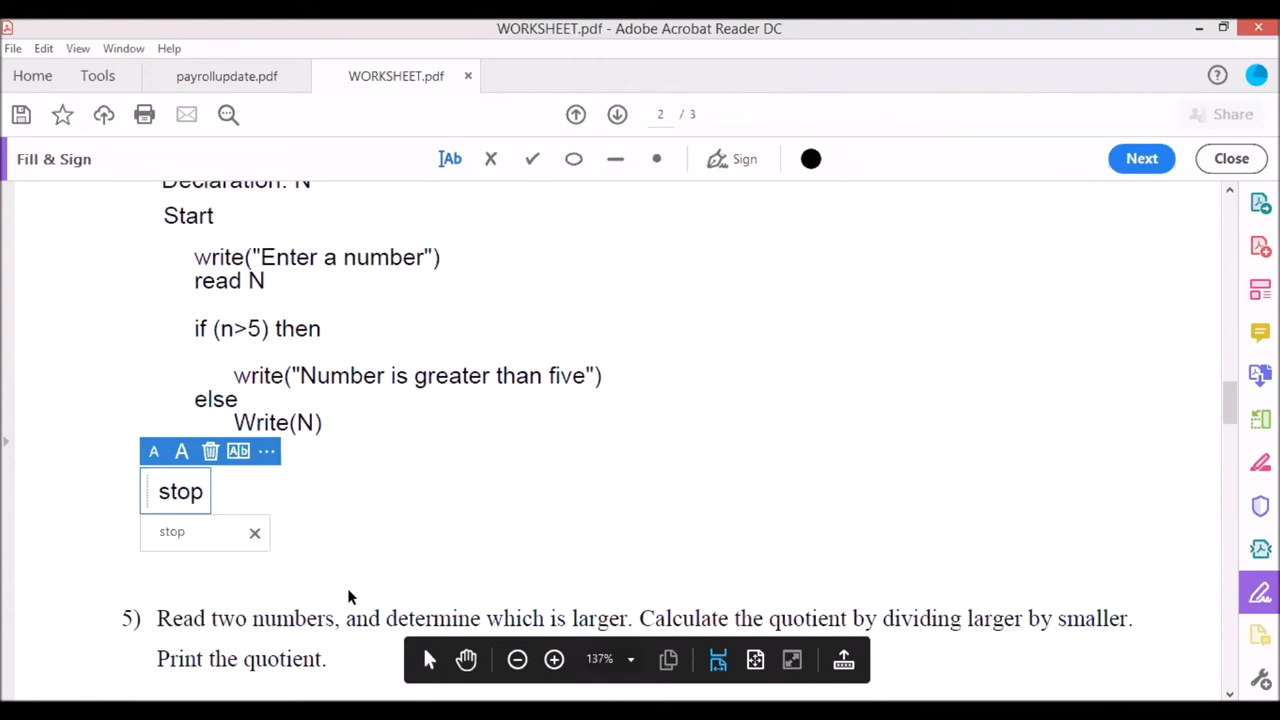 WORKSHEET.pdf - Adobe Acrobat Reader DC
File Edit View Window Help
Home Tools payrollupdate.pdf WORKSHEET.pdf
2 / 3
Share
Fill & Sign
Ab
Sign
Next
Close
Declaration: N
Start
write("Enter a number")
read N
if (n>5) then
write("Number is greater than five")
else
Write(N)
A A Ab ...
stop
stop
5) Read two numbers, and determine which is larger. Calculate the quotient by dividing larger by smaller.
Print the quotient.
137%